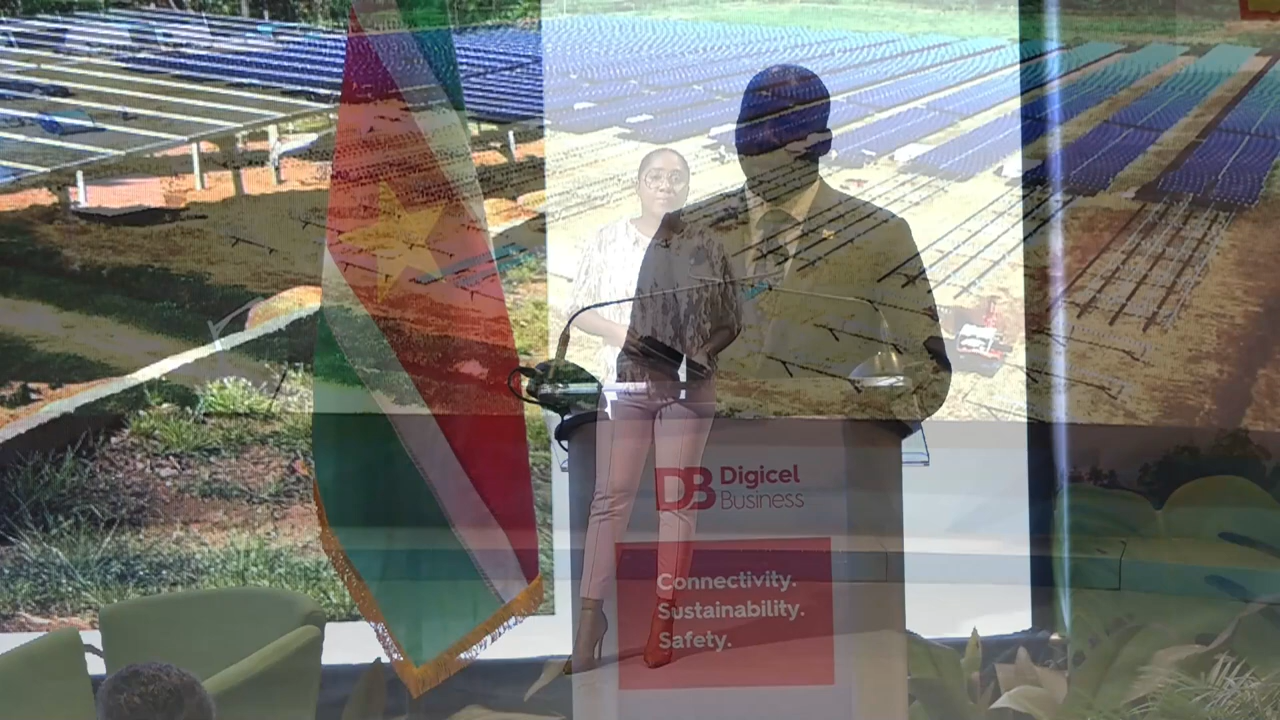 DB Digicel
Business
Connectivity.
Sustainability.
Safety.